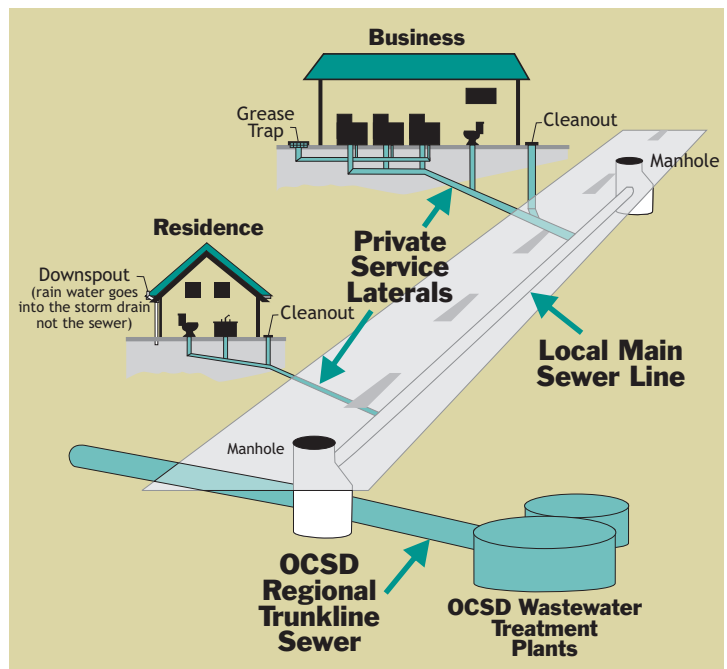 Business
Grease
Trap
Cleanout
Manhole
Residence
Private
Service
Laterals
Downspout
(rain water goes
into the storm drain
not the sewer)
Cleanout
Local Main
Sewer Line
Manhole
OCSD
Regional
Trunkline
Sewer
OCSD Wastewater
Treatment
Plants